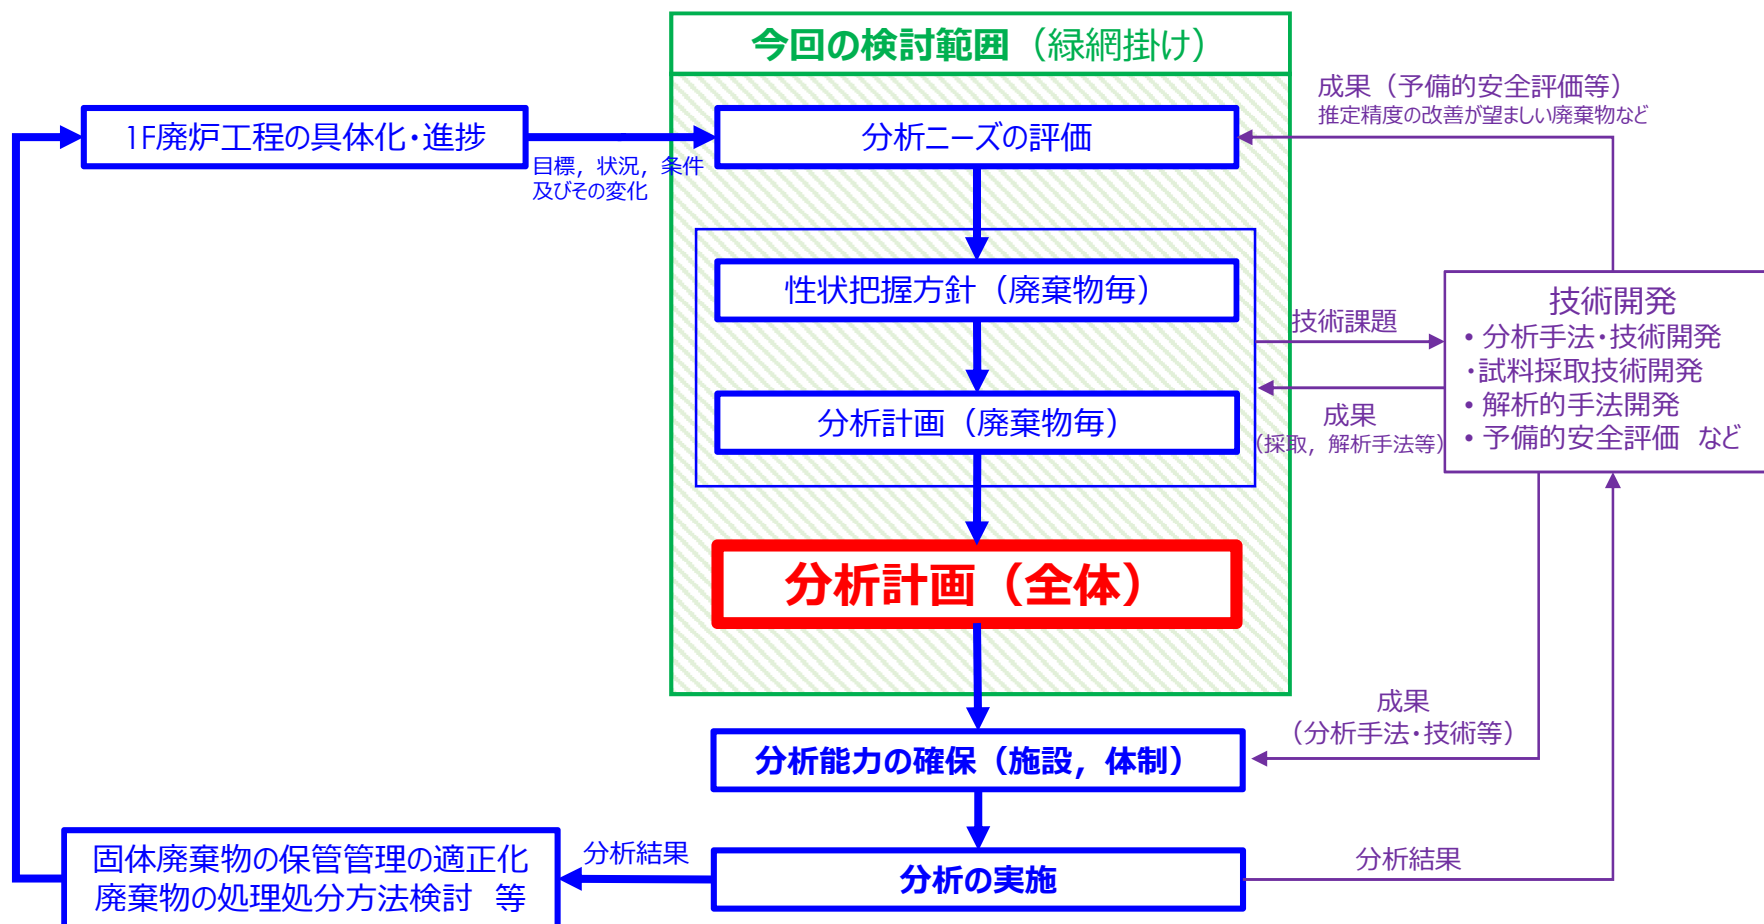 今回の検討範囲（緑網掛け）
成果（予備的安全評価等）
推定精度の改善が望ましい廃棄物など
1F廃炉工程の具体化・進捗
分析ニーズの評価
目標，状況，条件
及びその変化
性状把握方針（廃棄物毎）
技術課題
技術開発
・分析手法・技術開発
・試料採取技術開発
・解析的手法開発
・予備的安全評価　など
分析計画（廃棄物毎）
成果
（採取，解析手法等）
分析計画（全体）
成果
（分析手法・技術等）
分析能力の確保（施設，体制）
固体廃棄物の保管管理の適正化
廃棄物の処理処分方法検討　等
分析結果
分析の実施
分析結果